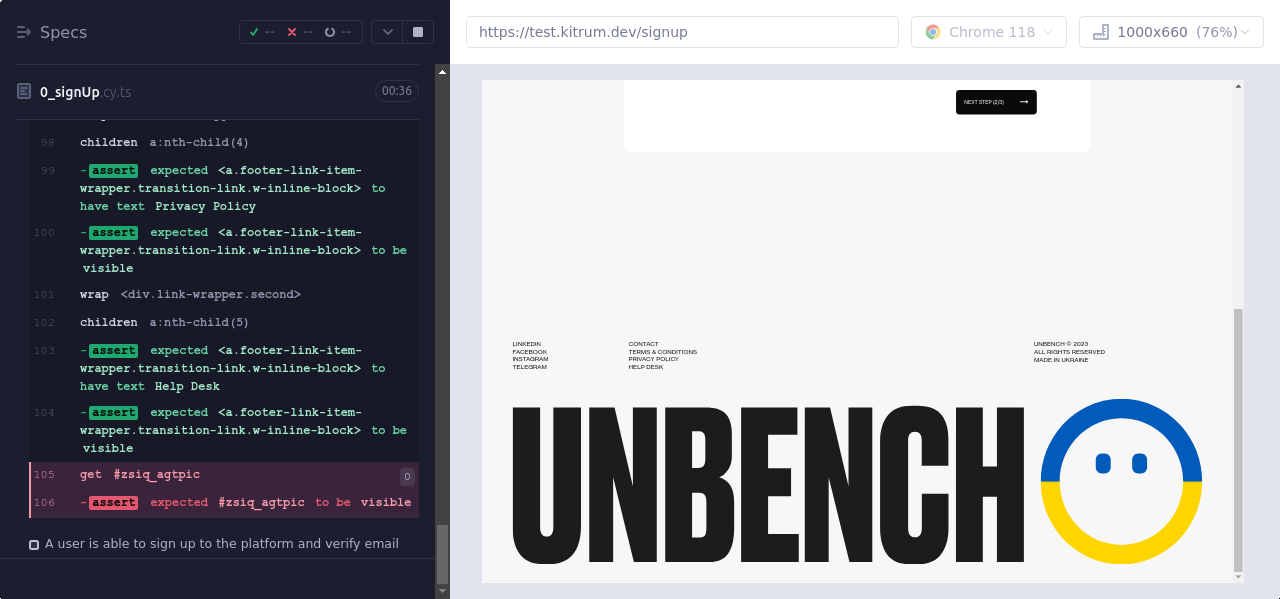 Specs
--
--
--
0_signUp.cy.ts
00:36
98 children a:nth-child(4)
99 -assert expected <a.footer-link-item-
wrapper.transition-link.w-inline-block> to
have text Privacy Policy
100 -assert expected <a.footer-link-item-
wrapper.transition-link.w-inline-block> to be
visible
101 wrap <div.link-wrapper.second>
102 children a:nth-child(5)
103 -assert expected <a.footer-link-item-
wrapper.transition-link.w-inline-block> to
have text Help Desk
104 -assert expected <a.footer-link-item-
wrapper.transition-link.w-inline-block> to be
visible
105 get #zsiq_agtpic 0
106 -assert expected #zsiq_agtpic to be visible
A user is able to sign up to the platform and verify email
https://test.kitrum.dev/signup
Chrome 118
1000x660 (76%)
NEXT STEP (2/3)
LINKEDIN
FACEBOOK
INSTAGRAM
TELEGRAM
CONTACT
TERMS & CONDITIONS
PRIVACY POLICY
HELP DESK
UNBENCH © 2023
ALL RIGHTS RESERVED
MADE IN UKRAINE
UNBENCH